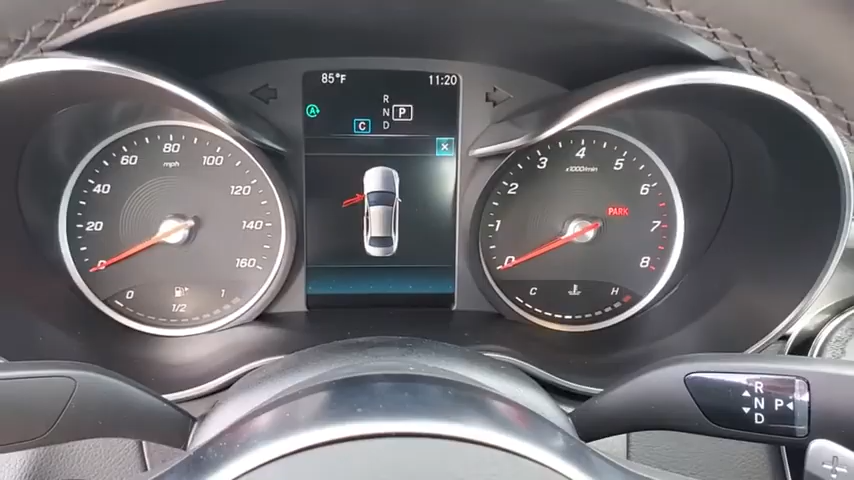 85°F 11:20
A
R
N P
D
C
×
0 20 40 60 80 100 120 140 160
mph
0 1/2 1
0 1 2 3 4 5 6 7 8
x1000/min
PARK
C H
R
N P
D